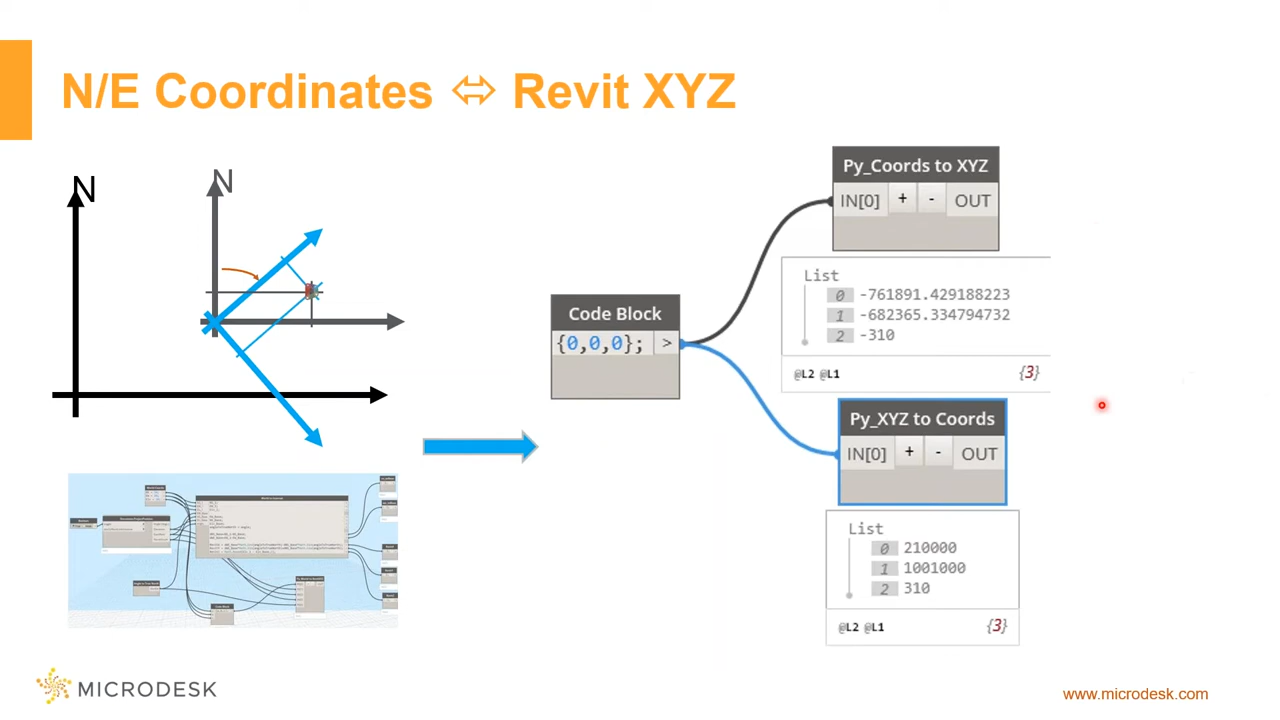 N/E Coordinates ⬄ Revit XYZ
N
N
Code Block
{0,0,0}; >
Py_Coords to XYZ
IN[0] + - OUT
List
0 -761891.429188223
1 -682365.334794732
2 -310
@L2 @L1 {3}
Py_XYZ to Coords
IN[0] + - OUT
List
0 210000
1 1001000
2 310
@L2 @L1 {3}
MICRODESK
www.microdesk.com